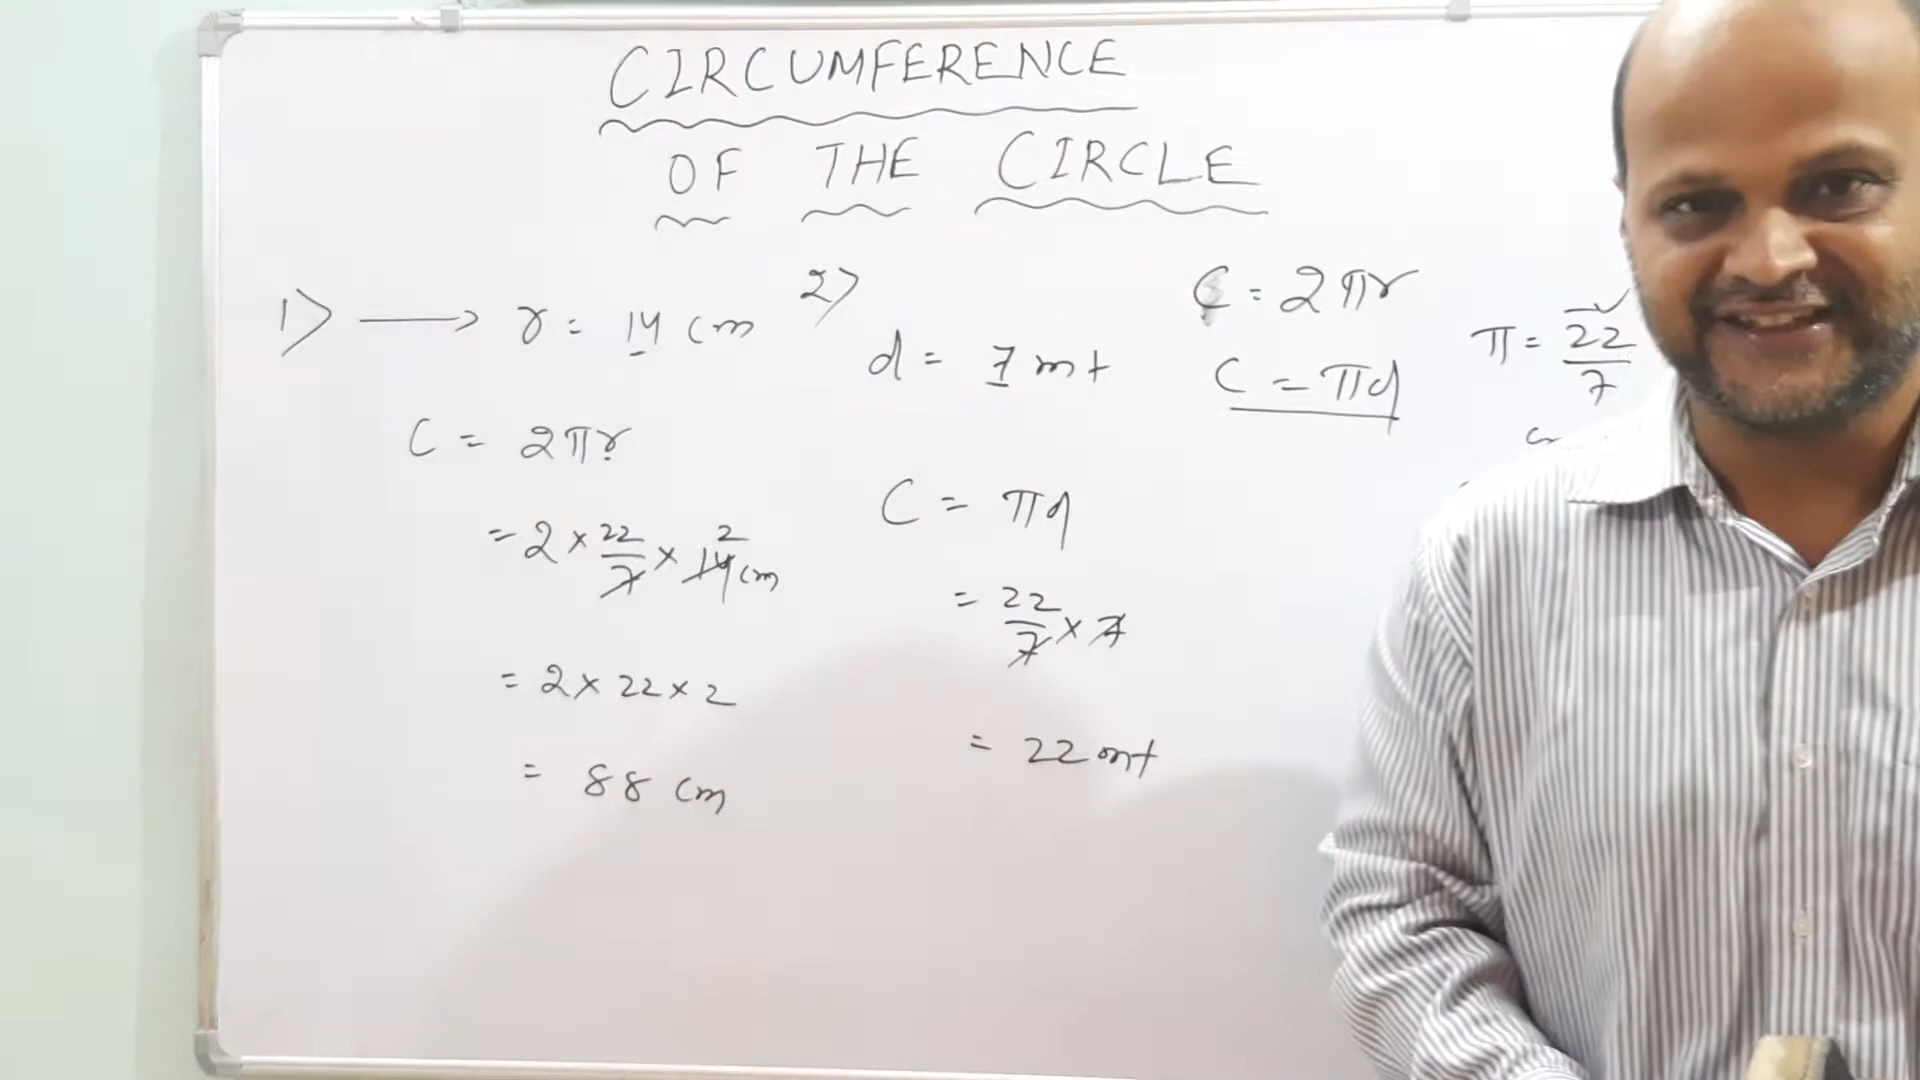 CIRCUMFERENCE
OF THE CIRCLE
1> → r = 14 cm
C = 2πr
= 2 × 22/7 × 14 cm
2
= 2 × 22 × 2
= 88 cm
2>
d = 7 mt
C = πd
= 22/7 × 7
= 22 mt
C = 2πr
C = πd
π = 22/7